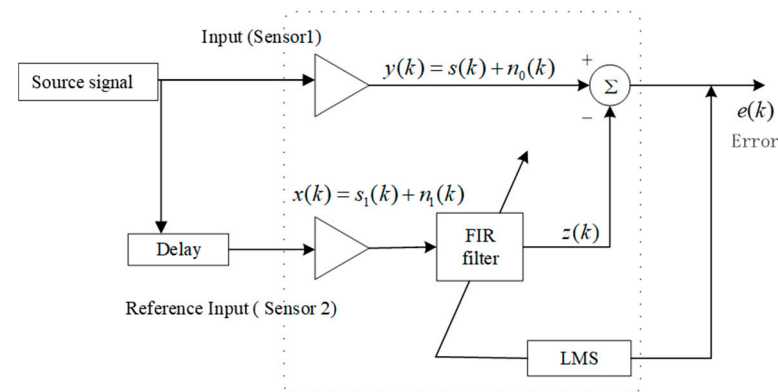 Input (Sensor1)
Source signal
y(k) = s(k) + n₀(k)
+
Σ
−
e(k)
Error
x(k) = s₁(k) + n₁(k)
Delay
FIR
filter
z(k)
Reference Input ( Sensor 2)
LMS